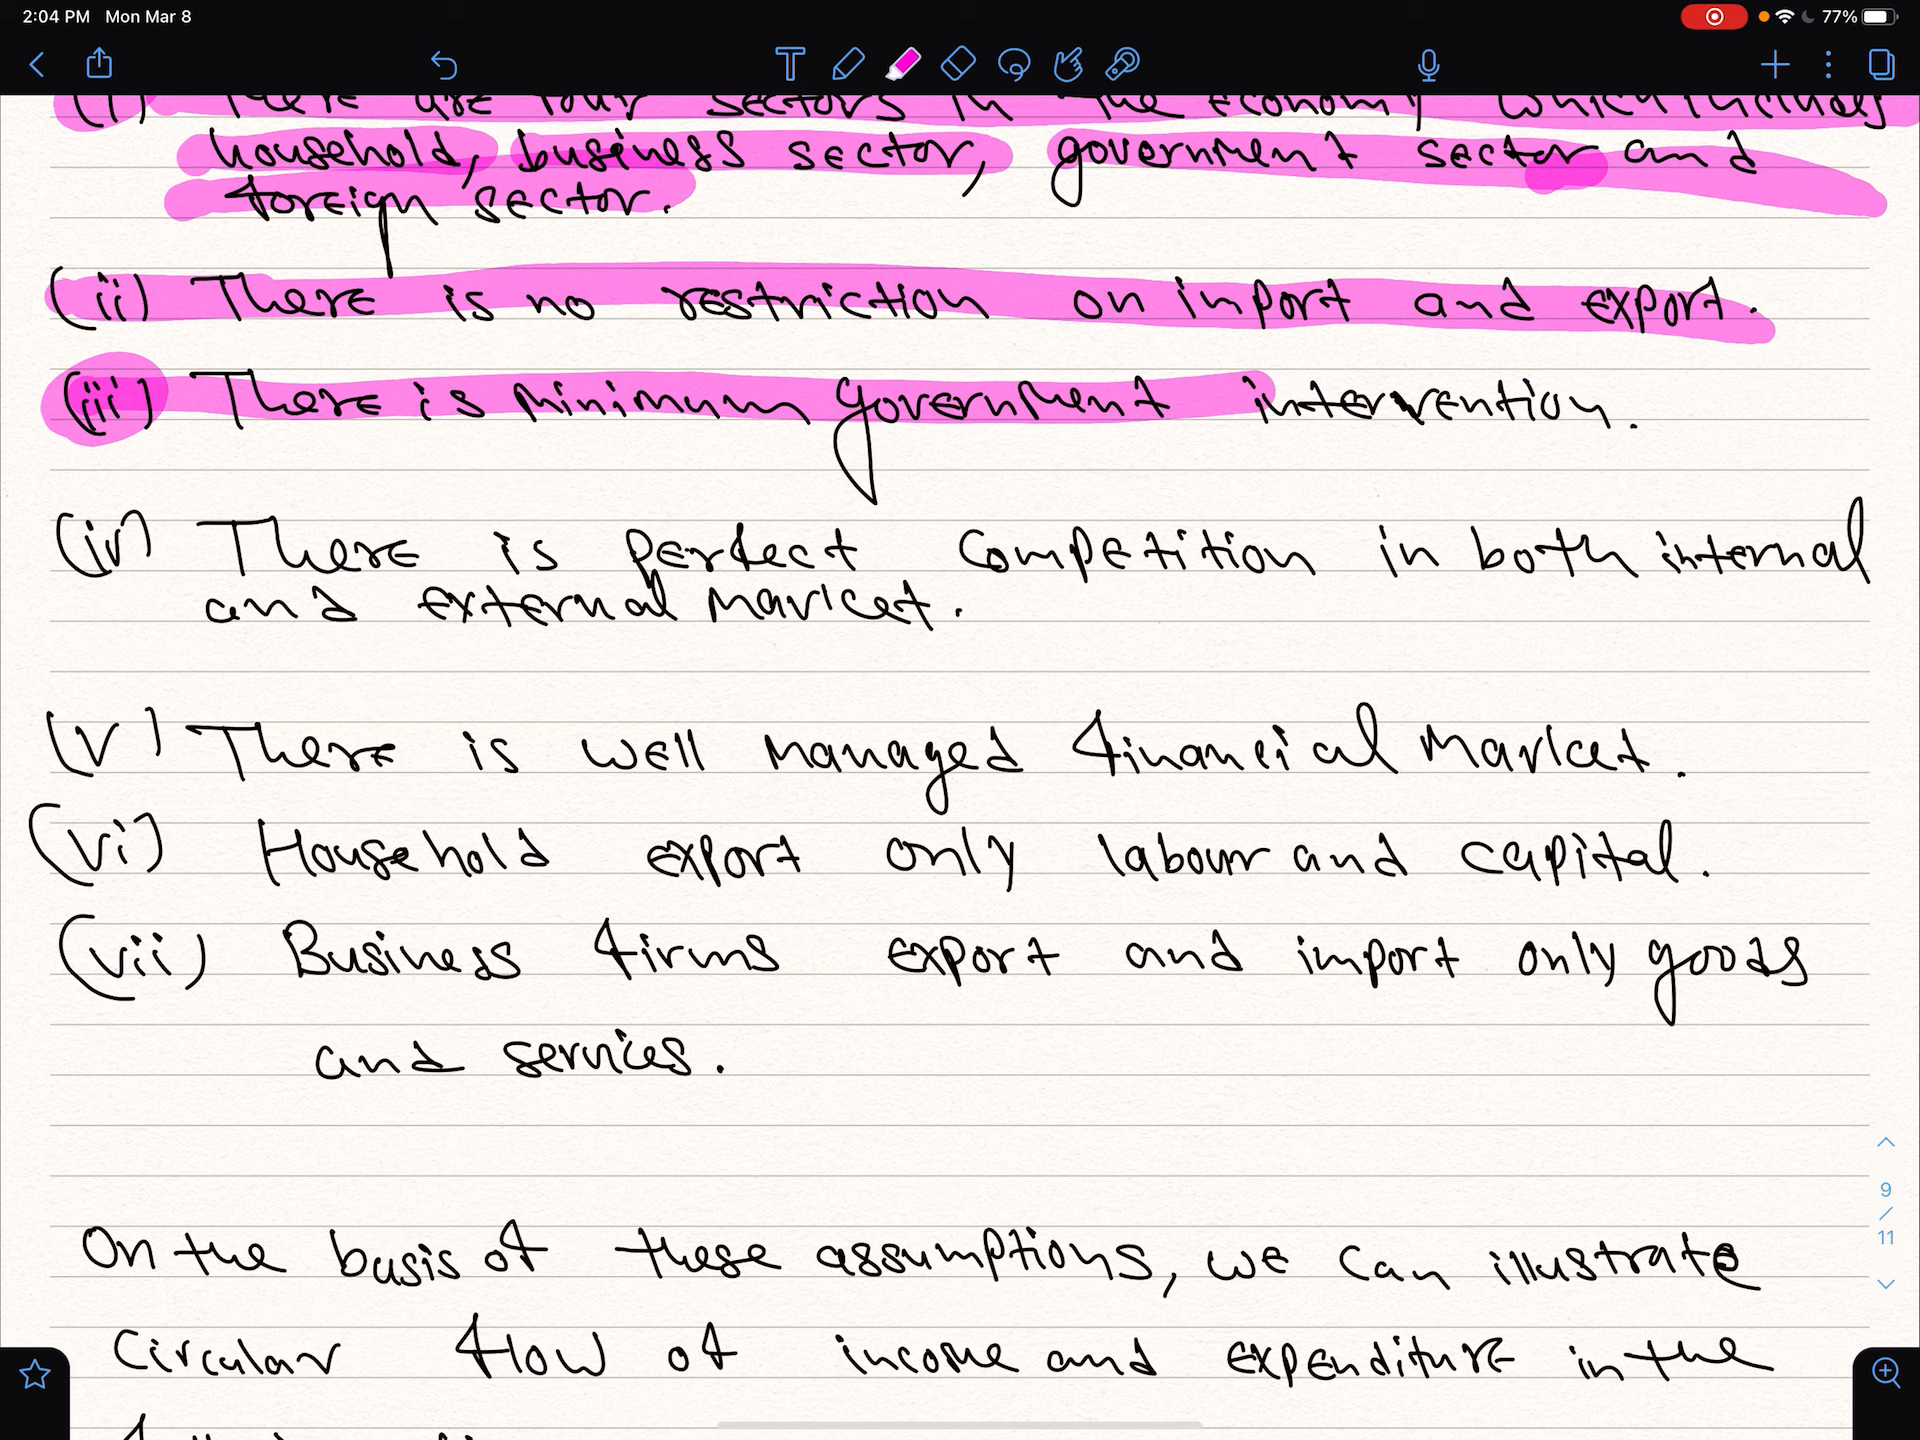 2:04 PM Mon Mar 8
77%
(i) There are four sectors in the economy which includes
household, business sector, government sector and
foreign sector.
(ii) There is no restriction on import and export.
(iii) There is minimum government intervention.
(iv) There is perfect competition in both internal
and external market.
(v) There is well managed financial market.
(vi) Household export only labour and capital.
(vii) Business firms export and import only goods
and services.
9
/
11
On the basis of these assumptions, we can illustrate
circular flow of income and expenditure in the